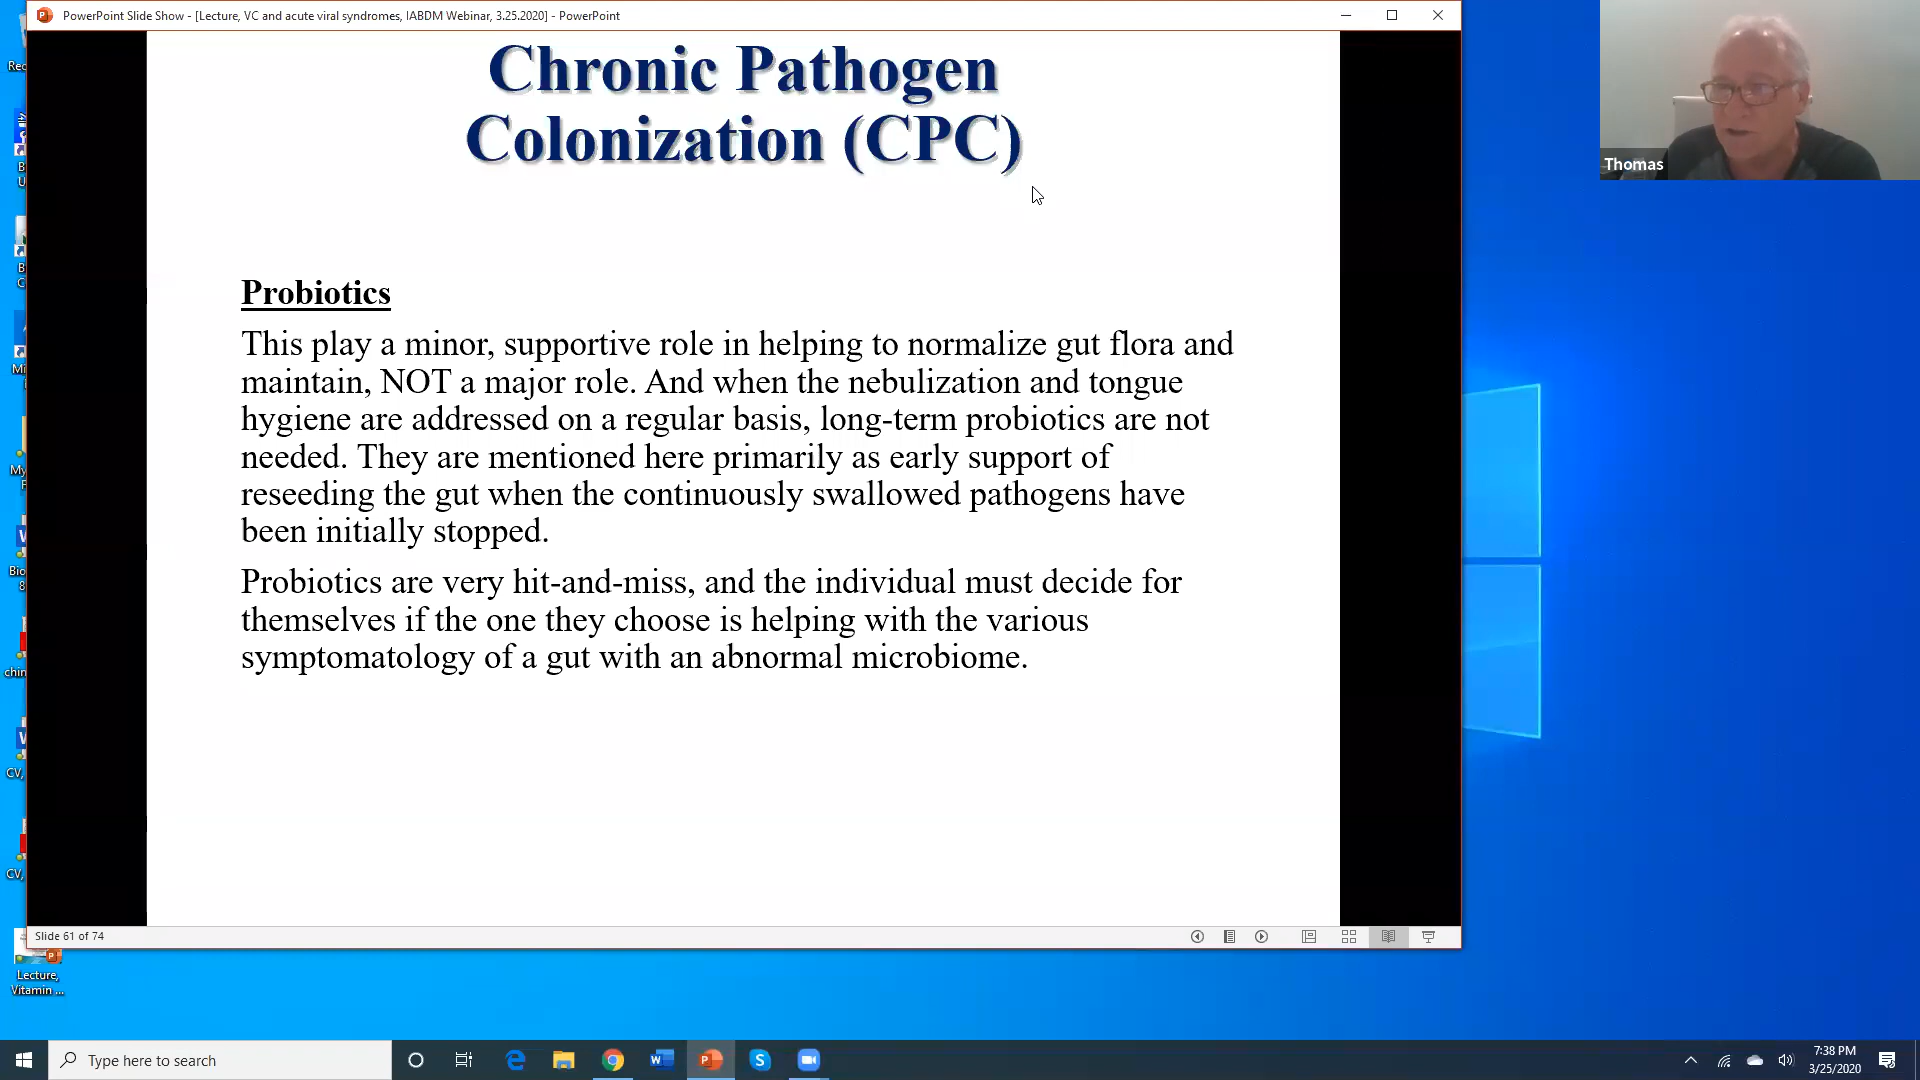 PowerPoint Slide Show - [Lecture, VC and acute viral syndromes, IABDM Webinar, 3.25.2020] - PowerPoint
Chronic Pathogen
Colonization (CPC)
Thomas
Probiotics
This play a minor, supportive role in helping to normalize gut flora and
maintain, NOT a major role. And when the nebulization and tongue
hygiene are addressed on a regular basis, long-term probiotics are not
needed. They are mentioned here primarily as early support of
reseeding the gut when the continuously swallowed pathogens have
been initially stopped.
Probiotics are very hit-and-miss, and the individual must decide for
themselves if the one they choose is helping with the various
symptomatology of a gut with an abnormal microbiome.
Slide 61 of 74
Lecture,
Vitamin ...
Type here to search
7:38 PM
3/25/2020